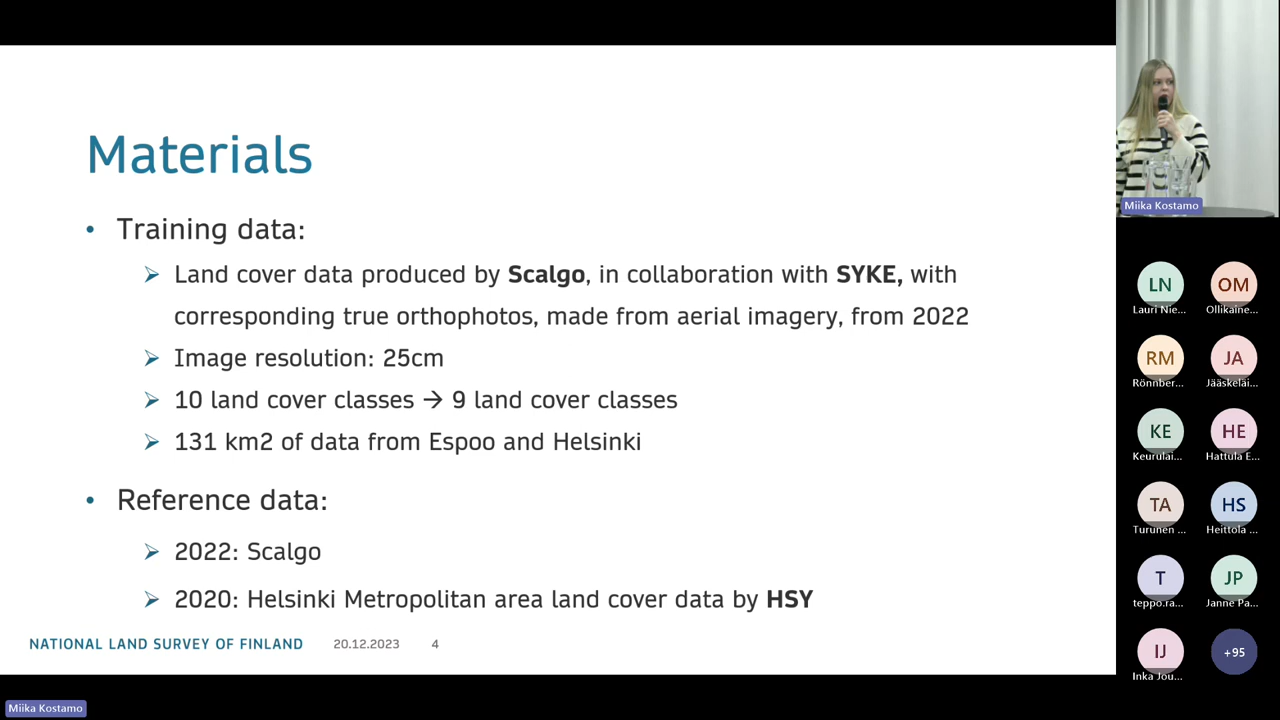 Materials
• Training data:
➢ Land cover data produced by Scalgo, in collaboration with SYKE, with
corresponding true orthophotos, made from aerial imagery, from 2022
➢ Image resolution: 25cm
➢ 10 land cover classes → 9 land cover classes
➢ 131 km2 of data from Espoo and Helsinki
• Reference data:
➢ 2022: Scalgo
➢ 2020: Helsinki Metropolitan area land cover data by HSY
NATIONAL LAND SURVEY OF FINLAND 20.12.2023 4
Miika Kostamo
Miika Kostamo
LN OM
Lauri Nie... Ollikaine...
RM JA
Rönnber... Jääskeläi...
KE HE
Keurulai... Hattula E...
TA HS
Turunen ... Heittola ...
T JP
teppo.ra... Janne Pa...
IJ +95
Inka Jou...